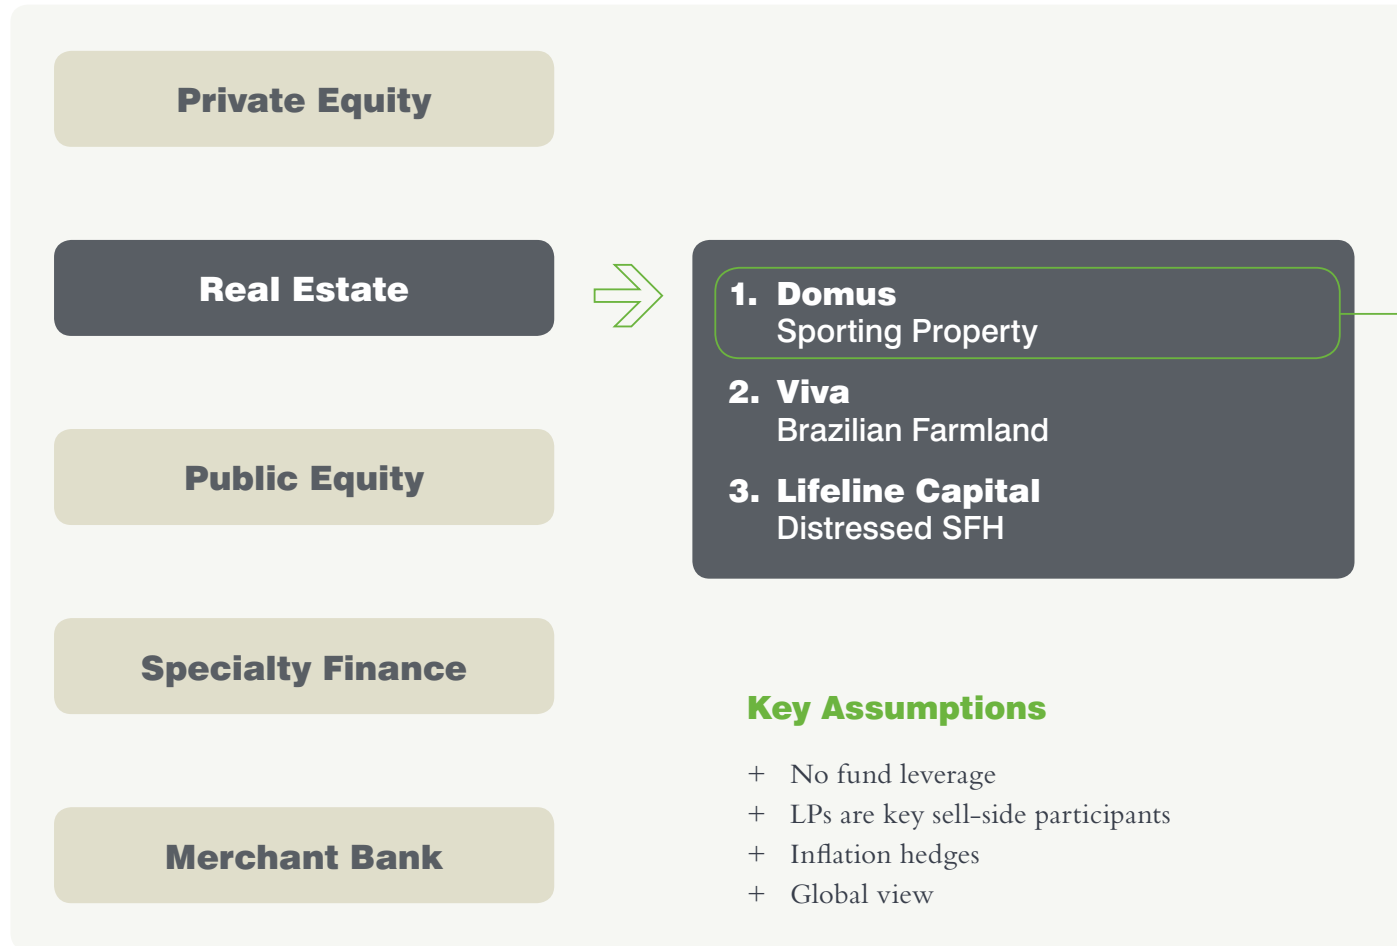 Private Equity
Real Estate
Public Equity
Specialty Finance
Merchant Bank
1. Domus
Sporting Property
2. Viva
Brazilian Farmland
3. Lifeline Capital
Distressed SFH
Key Assumptions
+ No fund leverage
+ LPs are key sell-side participants
+ Inflation hedges
+ Global view